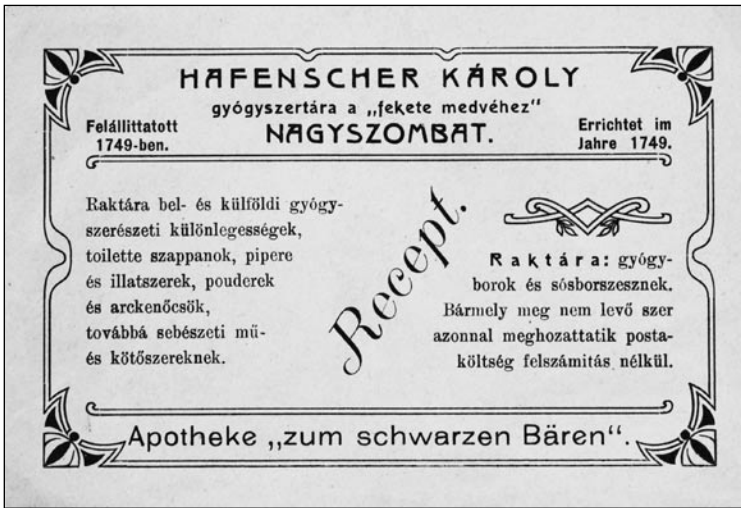 HAFENSCHER KÁROLY
gyógyszertára a „fekete medvéhez"
NAGYSZOMBAT.
Felállittatott
1749-ben.
Errichtet im
Jahre 1749.
Raktára bel- és külföldi gyógy-
szerészeti különlegességek,
toilette szappanok, pipere
és illatszerek, pouderek
és arckenőcsök,
továbbá sebészeti mű-
és kötőszereknek.
Recept.
Raktára: gyógy-
borok és sósborszesznek.
Bármely meg nem levő szer
azonnal meghozattatik posta-
költség felszámitás nélkül.
Apotheke „zum schwarzen Bären“.